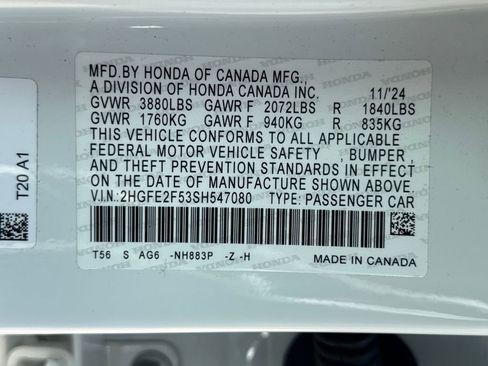 MFD.BY HONDA OF CANADA MFG.,
A DIVISION OF HONDA CANADA INC. 11/'24
GVWR 3880LBS GAWR F 2072LBS R 1840LBS
GVWR 1760KG GAWR F 940KG R 835KG
THIS VEHICLE CONFORMS TO ALL APPLICABLE
FEDERAL MOTOR VEHICLE SAFETY , BUMPER,
AND THEFT PREVENTION STANDARDS IN EFFECT
ON THE DATE OF MANUFACTURE SHOWN ABOVE.
V.I.N:2HGFE2F53SH547080 TYPE:PASSENGER CAR
T56 S AG6 -NH883P -Z -H
MADE IN CANADA
T20 A1